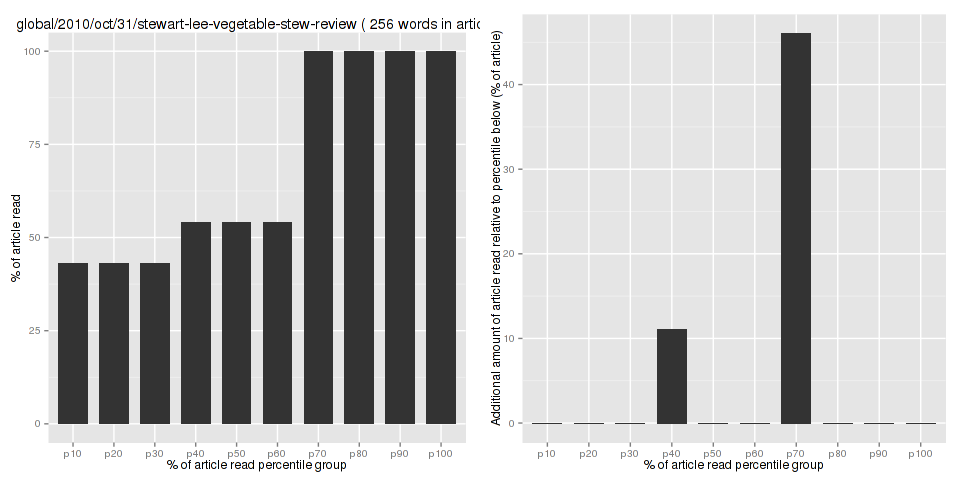 global/2010/oct/31/stewart-lee-vegetable-stew-review ( 256 words in artic
% of article read
100
75
50
25
0
p10 p20 p30 p40 p50 p60 p70 p80 p90 p100
% of article read percentile group
Additional amount of article read relative to percentile below (% of article)
40
30
20
10
0
p10 p20 p30 p40 p50 p60 p70 p80 p90 p100
% of article read percentile group